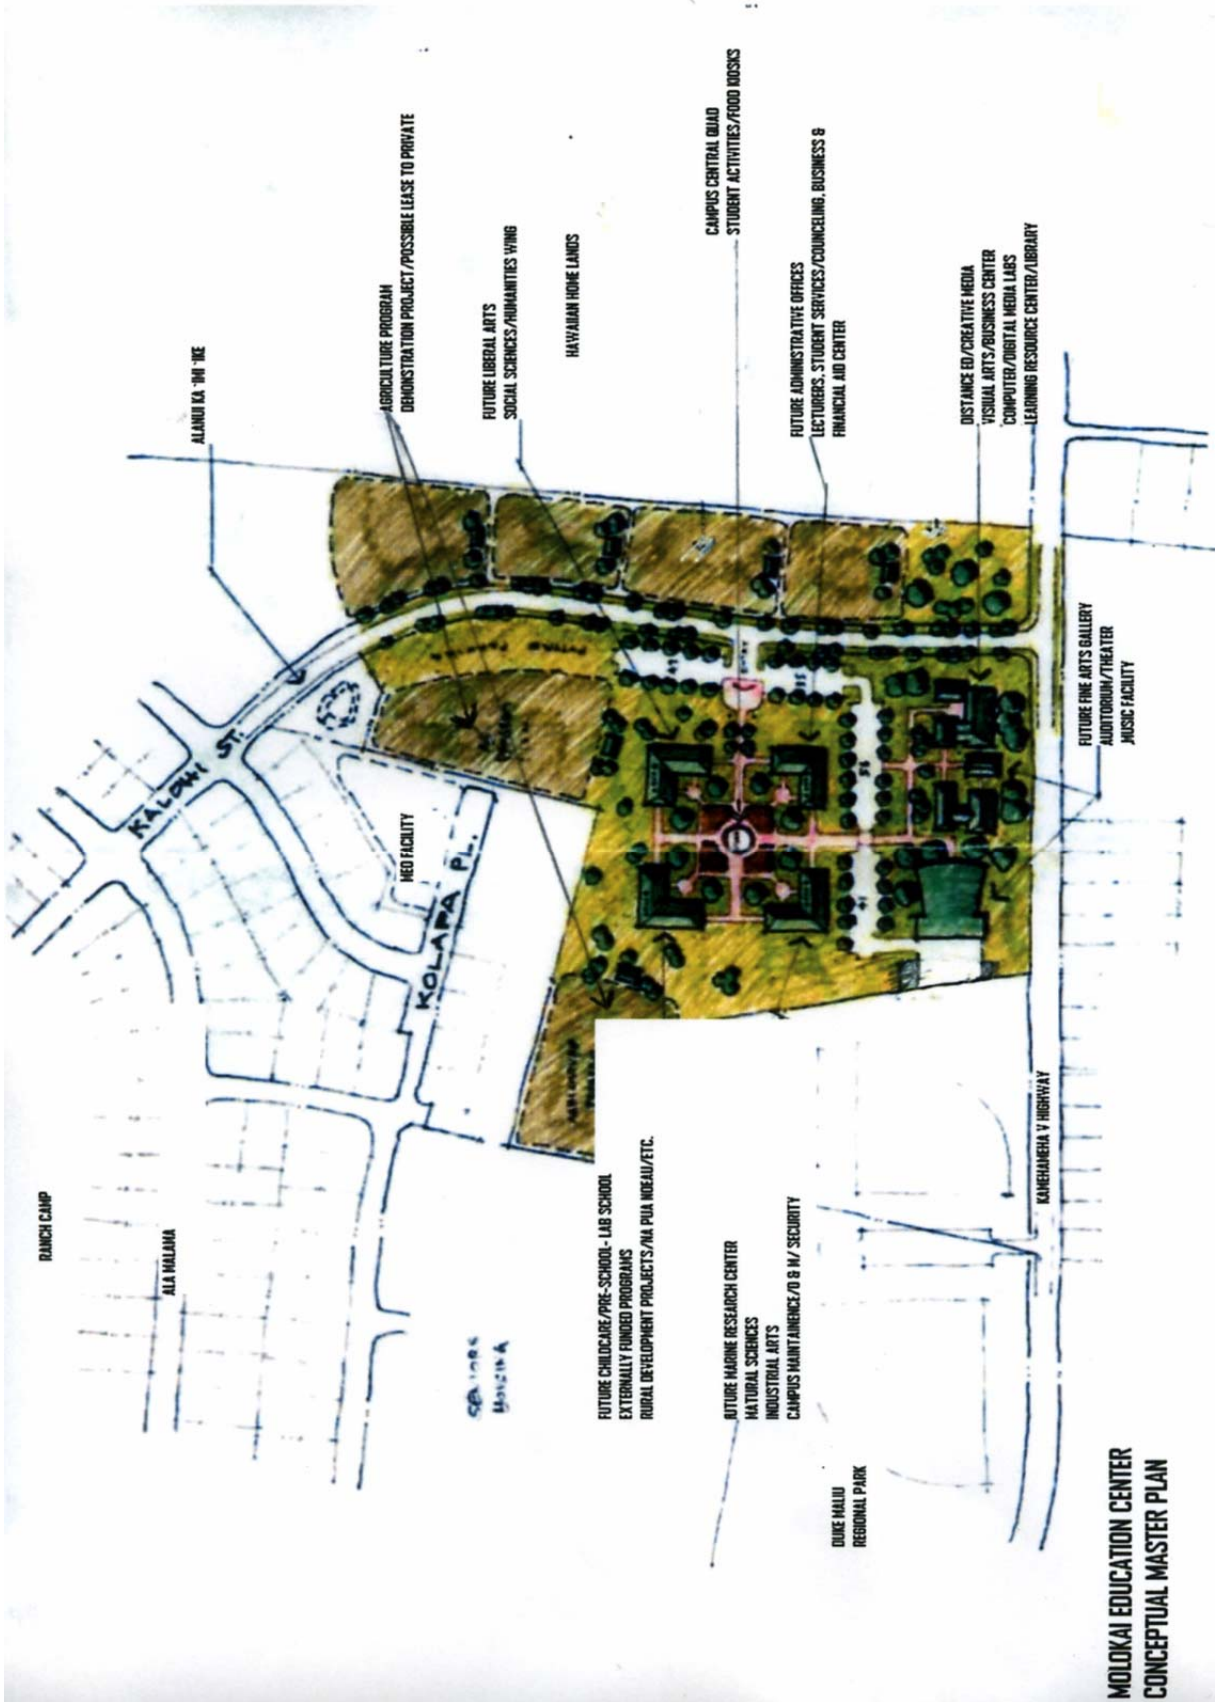 RANCH CAMP
ALA MALAMA
KALOHI ST.
KOLAPA PL.
MEO FACILITY
ALANUI KA 'IMI 'IKE
AGRICULTURE PROGRAM
DEMONSTRATION PROJECT/POSSIBLE LEASE TO PRIVATE
FUTURE LIBERAL ARTS
SOCIAL SCIENCES/HUMANITIES WING
HAWAIIAN HOME LANDS
CAMPUS CENTRAL QUAD
STUDENT ACTIVITIES/FOOD KIOSKS
FUTURE ADMINISTRATIVE OFFICES
LECTURERS, STUDENT SERVICES/COUNCELING, BUSINESS &
FINANCIAL AID CENTER
DISTANCE ED/CREATIVE MEDIA
VISUAL ARTS/BUSINESS CENTER
COMPUTER/DIGITAL MEDIA LABS
LEARNING RESOURCE CENTER/LIBRARY
FUTURE FINE ARTS GALLERY
AUDITORIUM/THEATER
MUSIC FACILITY
FUTURE PARKING
SENIORS
HOUSING
FUTURE CHILDCARE/PRE-SCHOOL- LAB SCHOOL
EXTERNALLY FUNDED PROGRAMS
RURAL DEVELOPMENT PROJECTS/NA PUA NOEAU/ETC.
FUTURE MARINE RESEARCH CENTER
NATURAL SCIENCES
INDUSTRIAL ARTS
CAMPUS MAINTAINENCE/O & M/ SECURITY
DUKE MALIU
REGIONAL PARK
KAMEHAMEHA V HIGHWAY
MOLOKAI EDUCATION CENTER
CONCEPTUAL MASTER PLAN